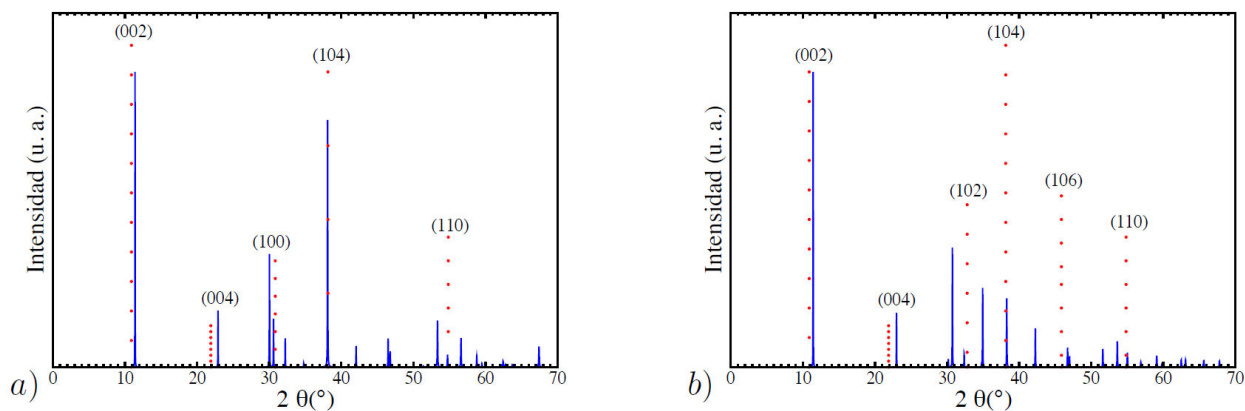 (002)
(104)
(100)
(110)
(004)
Intensidad (u. a.)
0 10 20 30 40 50 60 70
2 θ(°)
a)
(104)
(002)
(102)
(106)
(110)
(004)
Intensidad (u. a.)
0 10 20 30 40 50 60 70
2 θ(°)
b)